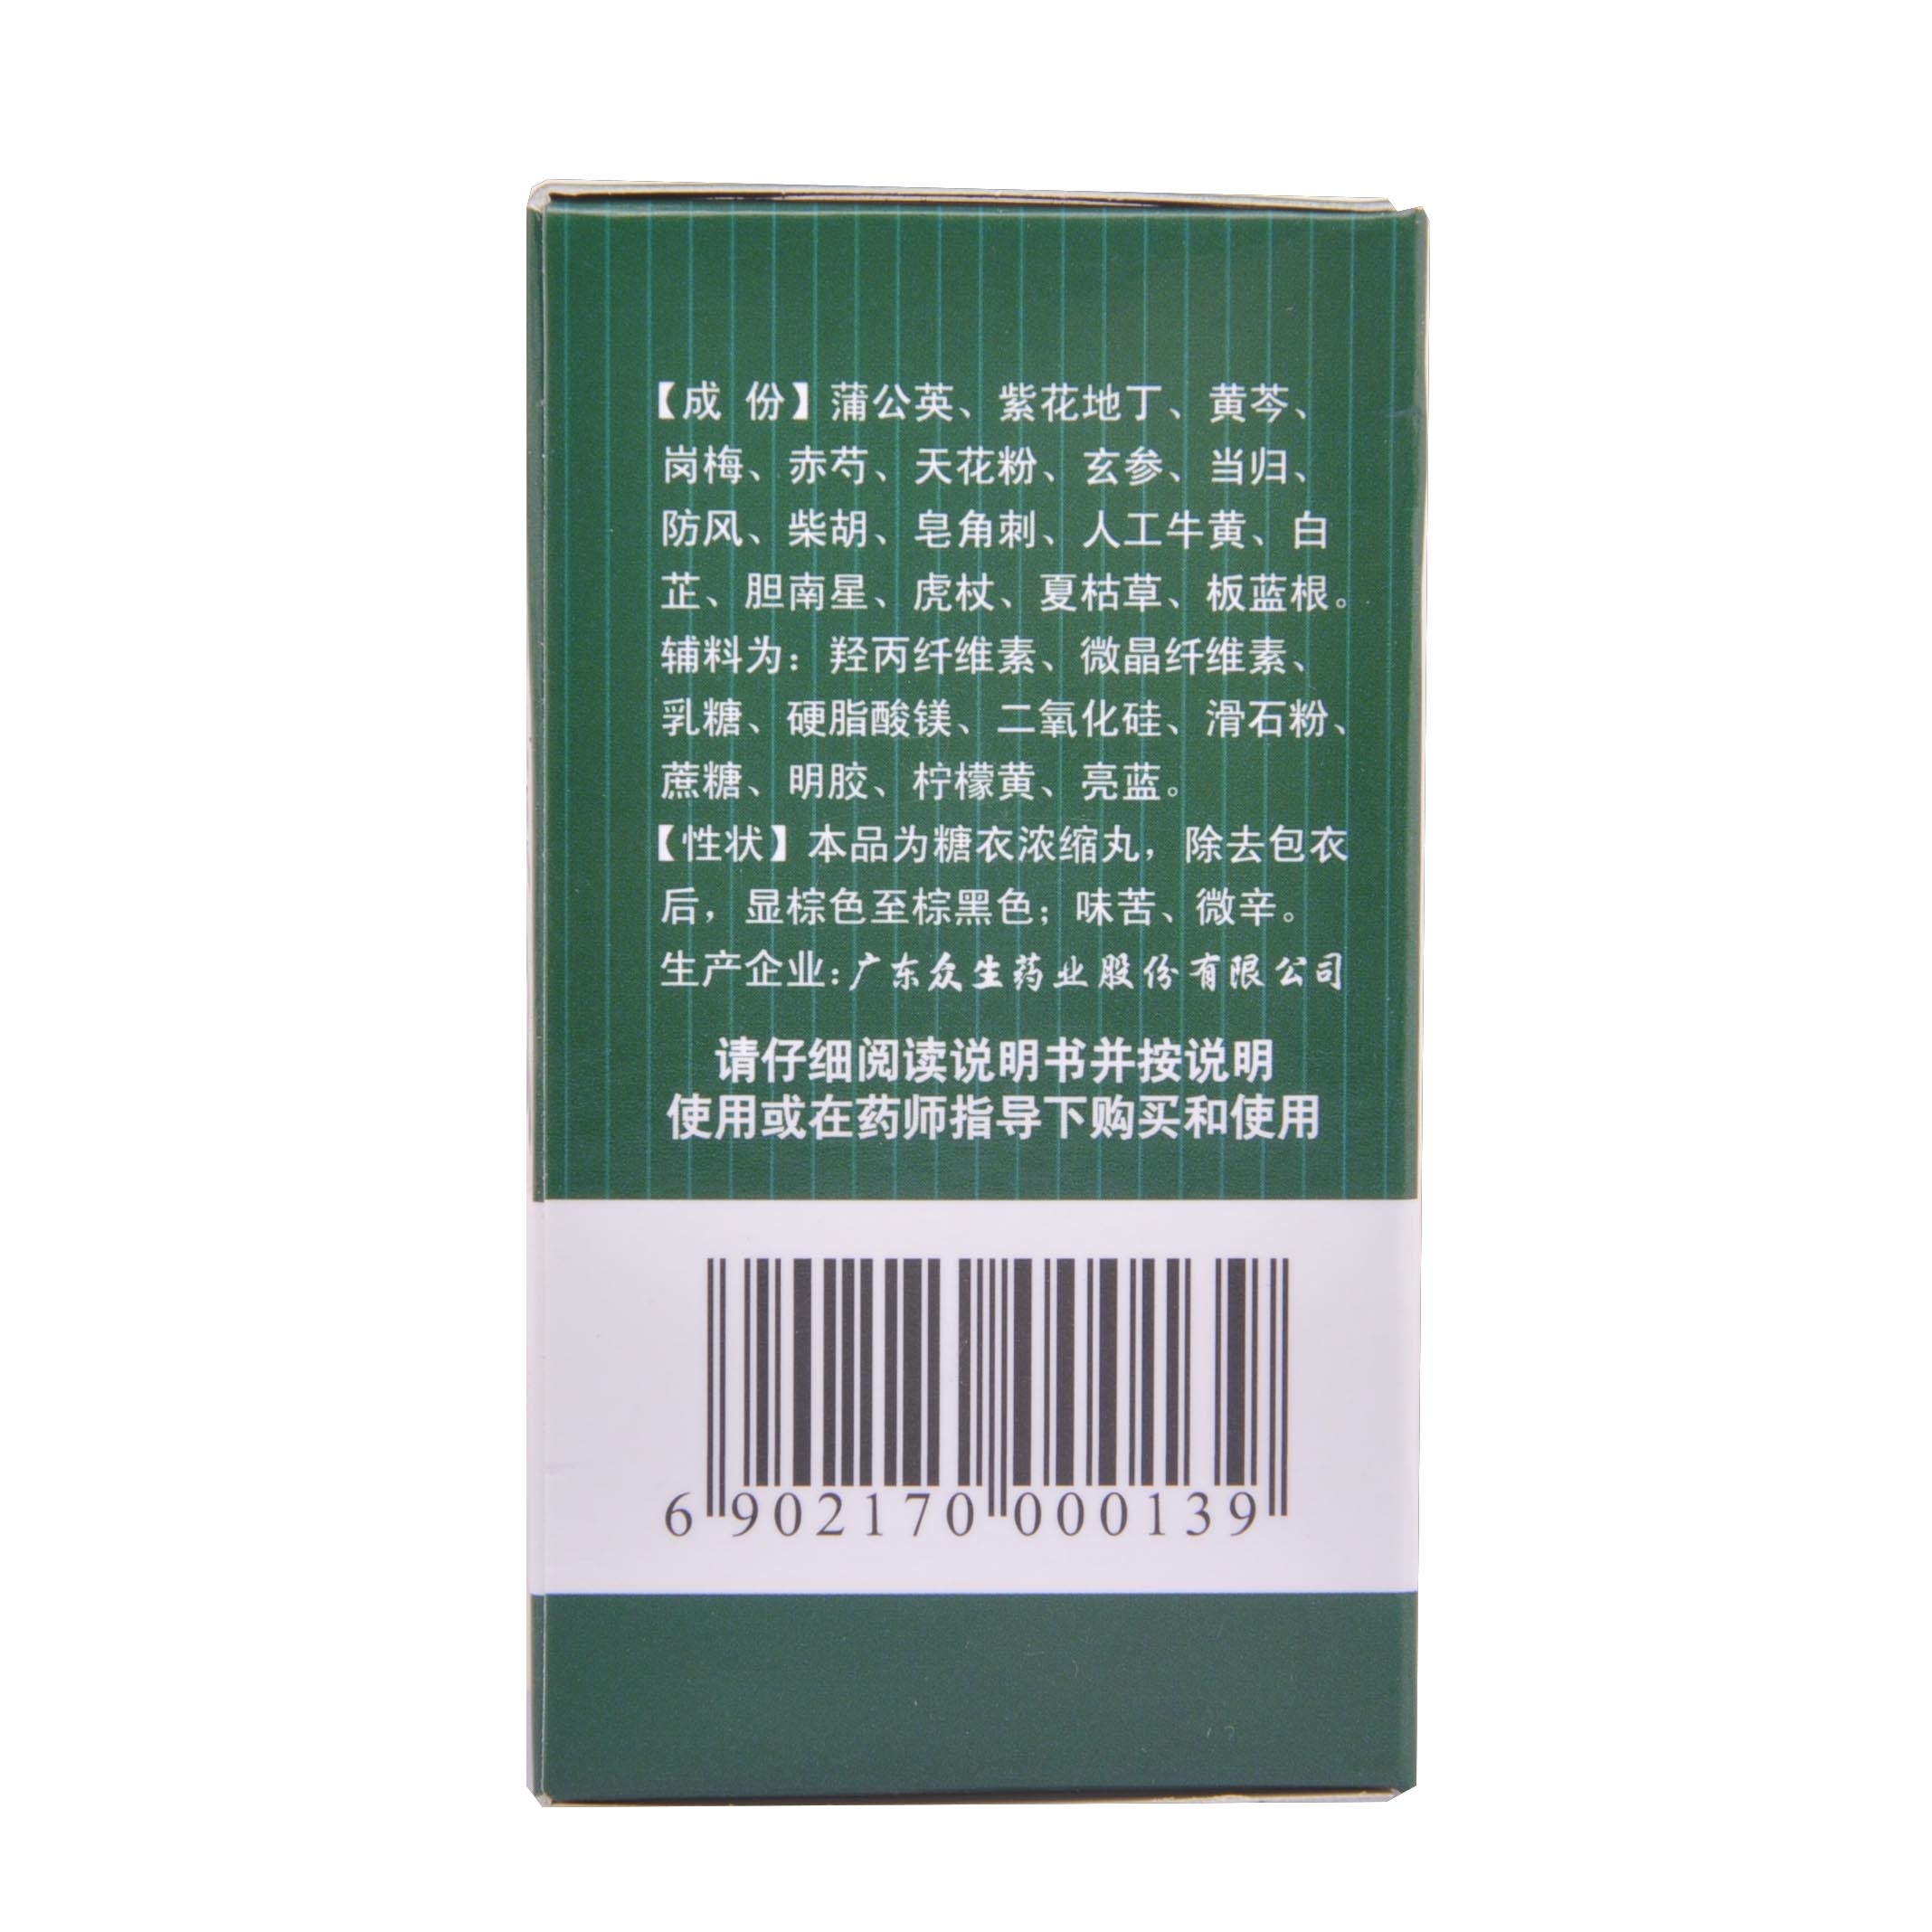 【成 份】蒲公英、紫花地丁、黄芩、
岗梅、赤芍、天花粉、玄参、当归、
防风、柴胡、皂角刺、人工牛黄、白
芷、胆南星、虎杖、夏枯草、板蓝根。
辅料为：羟丙纤维素、微晶纤维素、
乳糖、硬脂酸镁、二氧化硅、滑石粉、
蔗糖、明胶、柠檬黄、亮蓝。
【性状】本品为糖衣浓缩丸，除去包衣
后，显棕色至棕黑色；味苦、微辛。
生产企业：广东众生药业股份有限公司
请仔细阅读说明书并按说明
使用或在药师指导下购买和使用
6 902170 000139